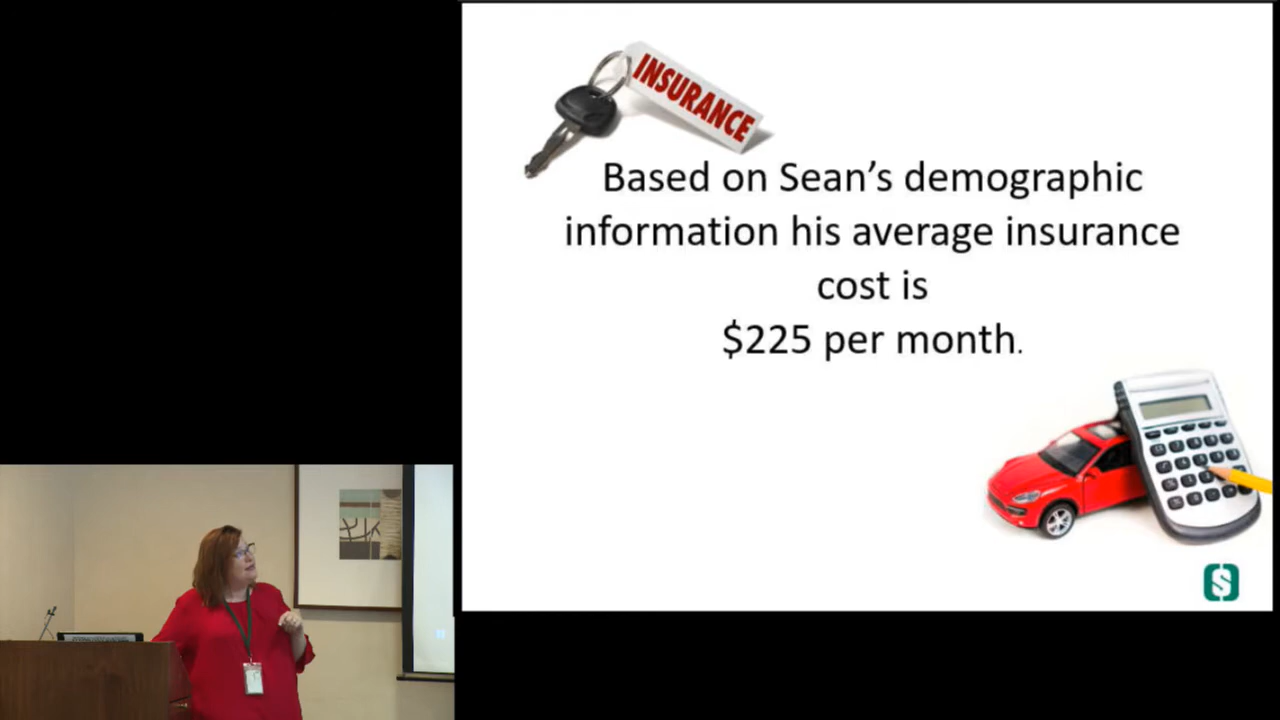 INSURANCE
Based on Sean's demographic
information his average insurance
cost is
$225 per month.
$